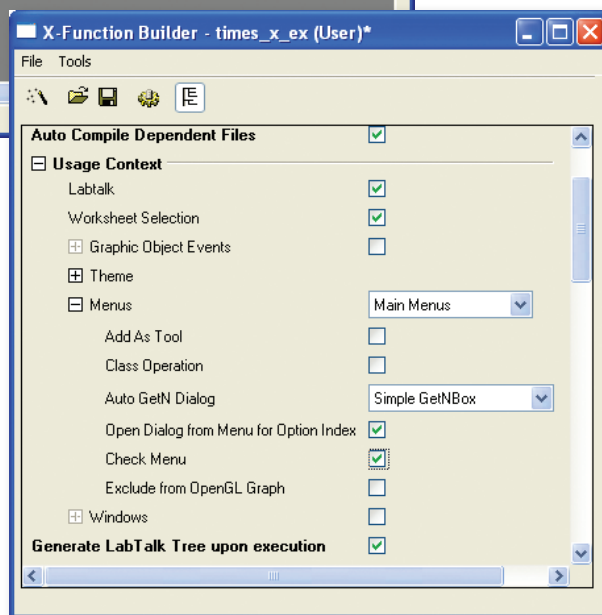 X-Function Builder - times_x_ex (User)*
File Tools
Auto Compile Dependent Files
Usage Context
Labtalk
Worksheet Selection
Graphic Object Events
Theme
Menus Main Menus
Add As Tool
Class Operation
Auto GetN Dialog Simple GetNBox
Open Dialog from Menu for Option Index
Check Menu
Exclude from OpenGL Graph
Windows
Generate LabTalk Tree upon execution